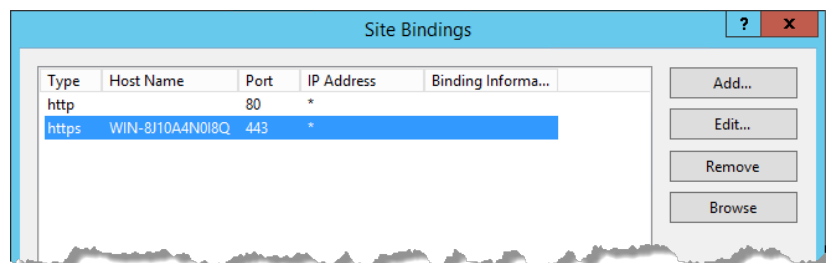 Site Bindings
? x
Type Host Name Port IP Address Binding Informa...
http 80 *
https WIN-8J10A4N0I8Q 443 *
Add...
Edit...
Remove
Browse